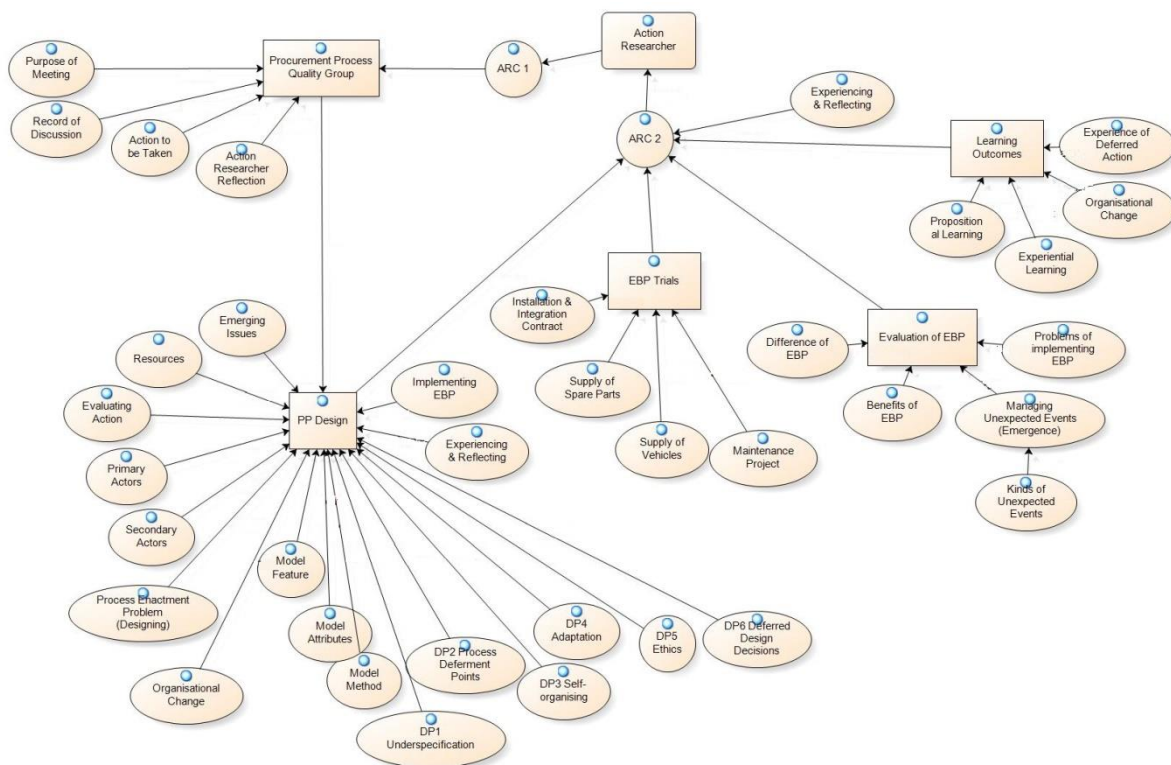 Action
Researcher
Purpose of
Meeting
Procurement Process
Quality Group
ARC 1
Experiencing
& Reflecting
Record of
Discussion
Action to
be Taken
Action
Researcher
Reflection
ARC 2
Learning
Outcomes
Experience of
Deferred Action
Organisational
Change
Proposition
al Learning
Experiential
Learning
EBP Trials
Installation &
Integration
Contract
Emerging
Issues
Difference of
EBP
Evaluation of EBP
Problems of
implementing
EBP
Resources
Implementing
EBP
Supply of
Spare Parts
Benefits of
EBP
Managing
Unexpected Events
(Emergence)
Evaluating
Action
PP Design
Experiencing
& Reflecting
Supply of
Vehicles
Maintenance
Project
Primary
Actors
Kinds of
Unexpected
Events
Secondary
Actors
Model
Feature
Process Enactment
Problem
(Designing)
Model
Attributes
DP4
Adaptation
DP5
Ethics
DP6 Deferred
Design
Decisions
Organisational
Change
Model
Method
DP2 Process
Deferment
Points
DP3 Self-
organising
DP1
Underspecification